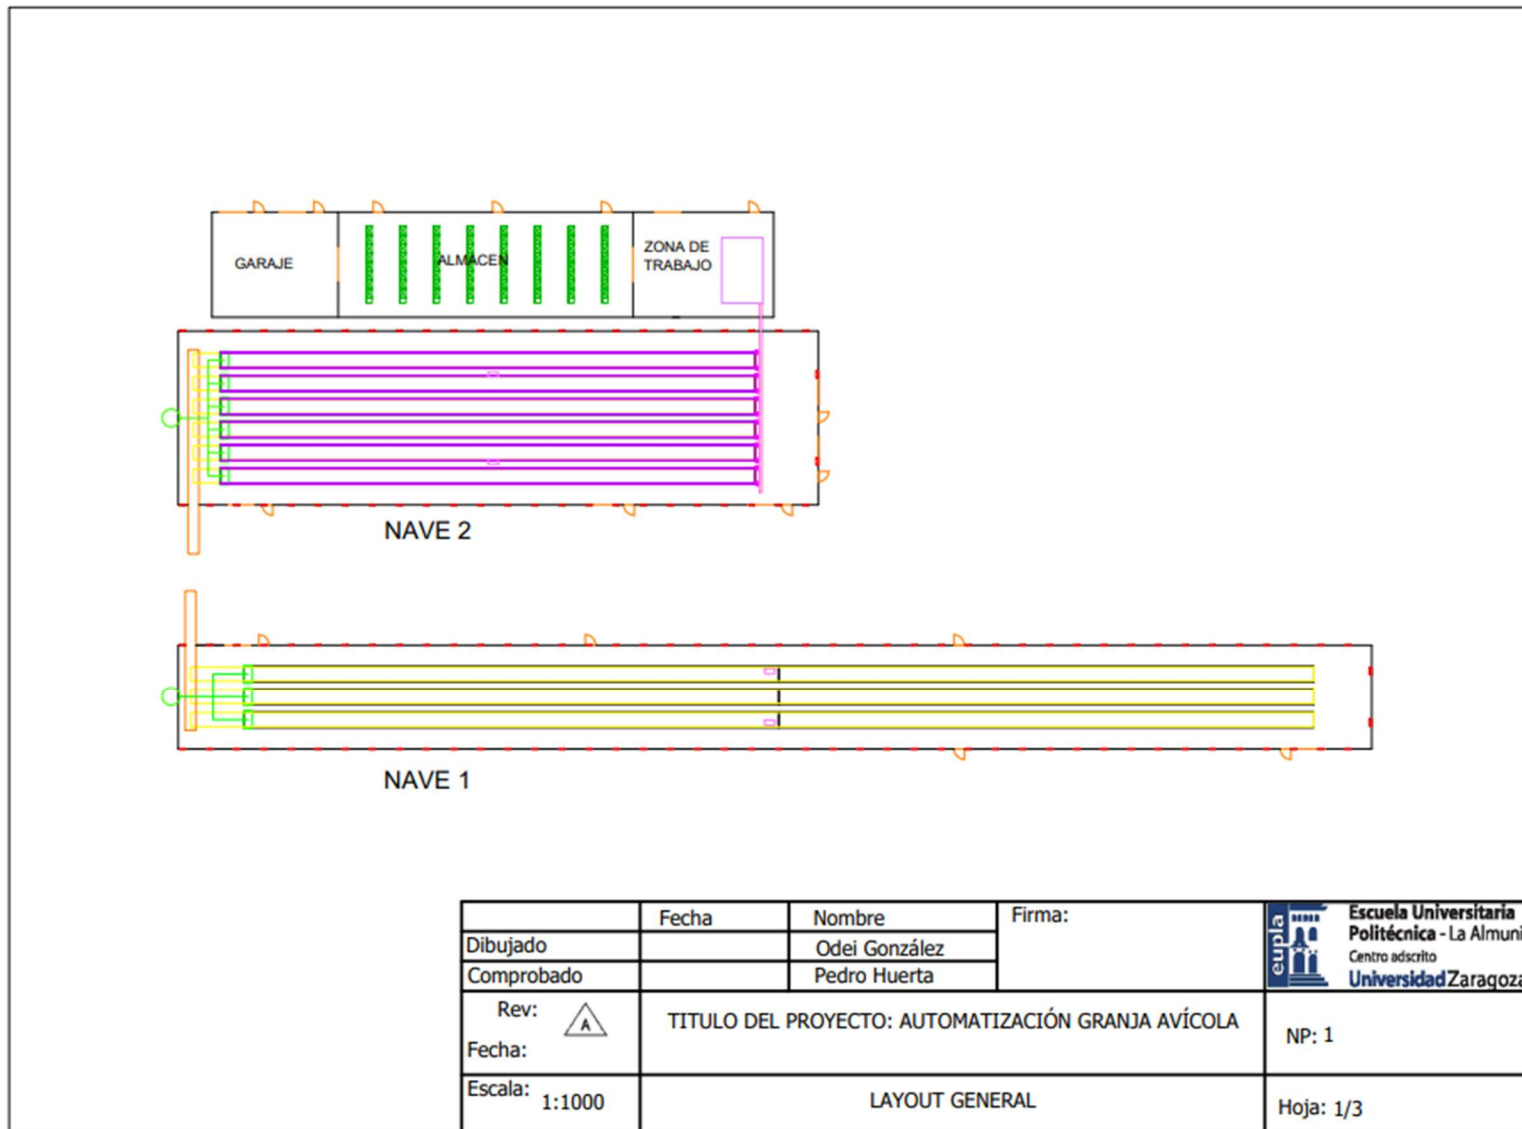 GARAJE
ALMACEN
ZONA DE
TRABAJO
NAVE 2
NAVE 1
Fecha
Nombre
Firma:
Dibujado
Odei González
Comprobado
Pedro Huerta
eupla
Escuela Universitaria
Politécnica - La Almuni
Centro adscrito
UniversidadZaragoza
Rev:
A
Fecha:
TITULO DEL PROYECTO: AUTOMATIZACIÓN GRANJA AVÍCOLA
NP: 1
Escala: 1:1000
LAYOUT GENERAL
Hoja: 1/3